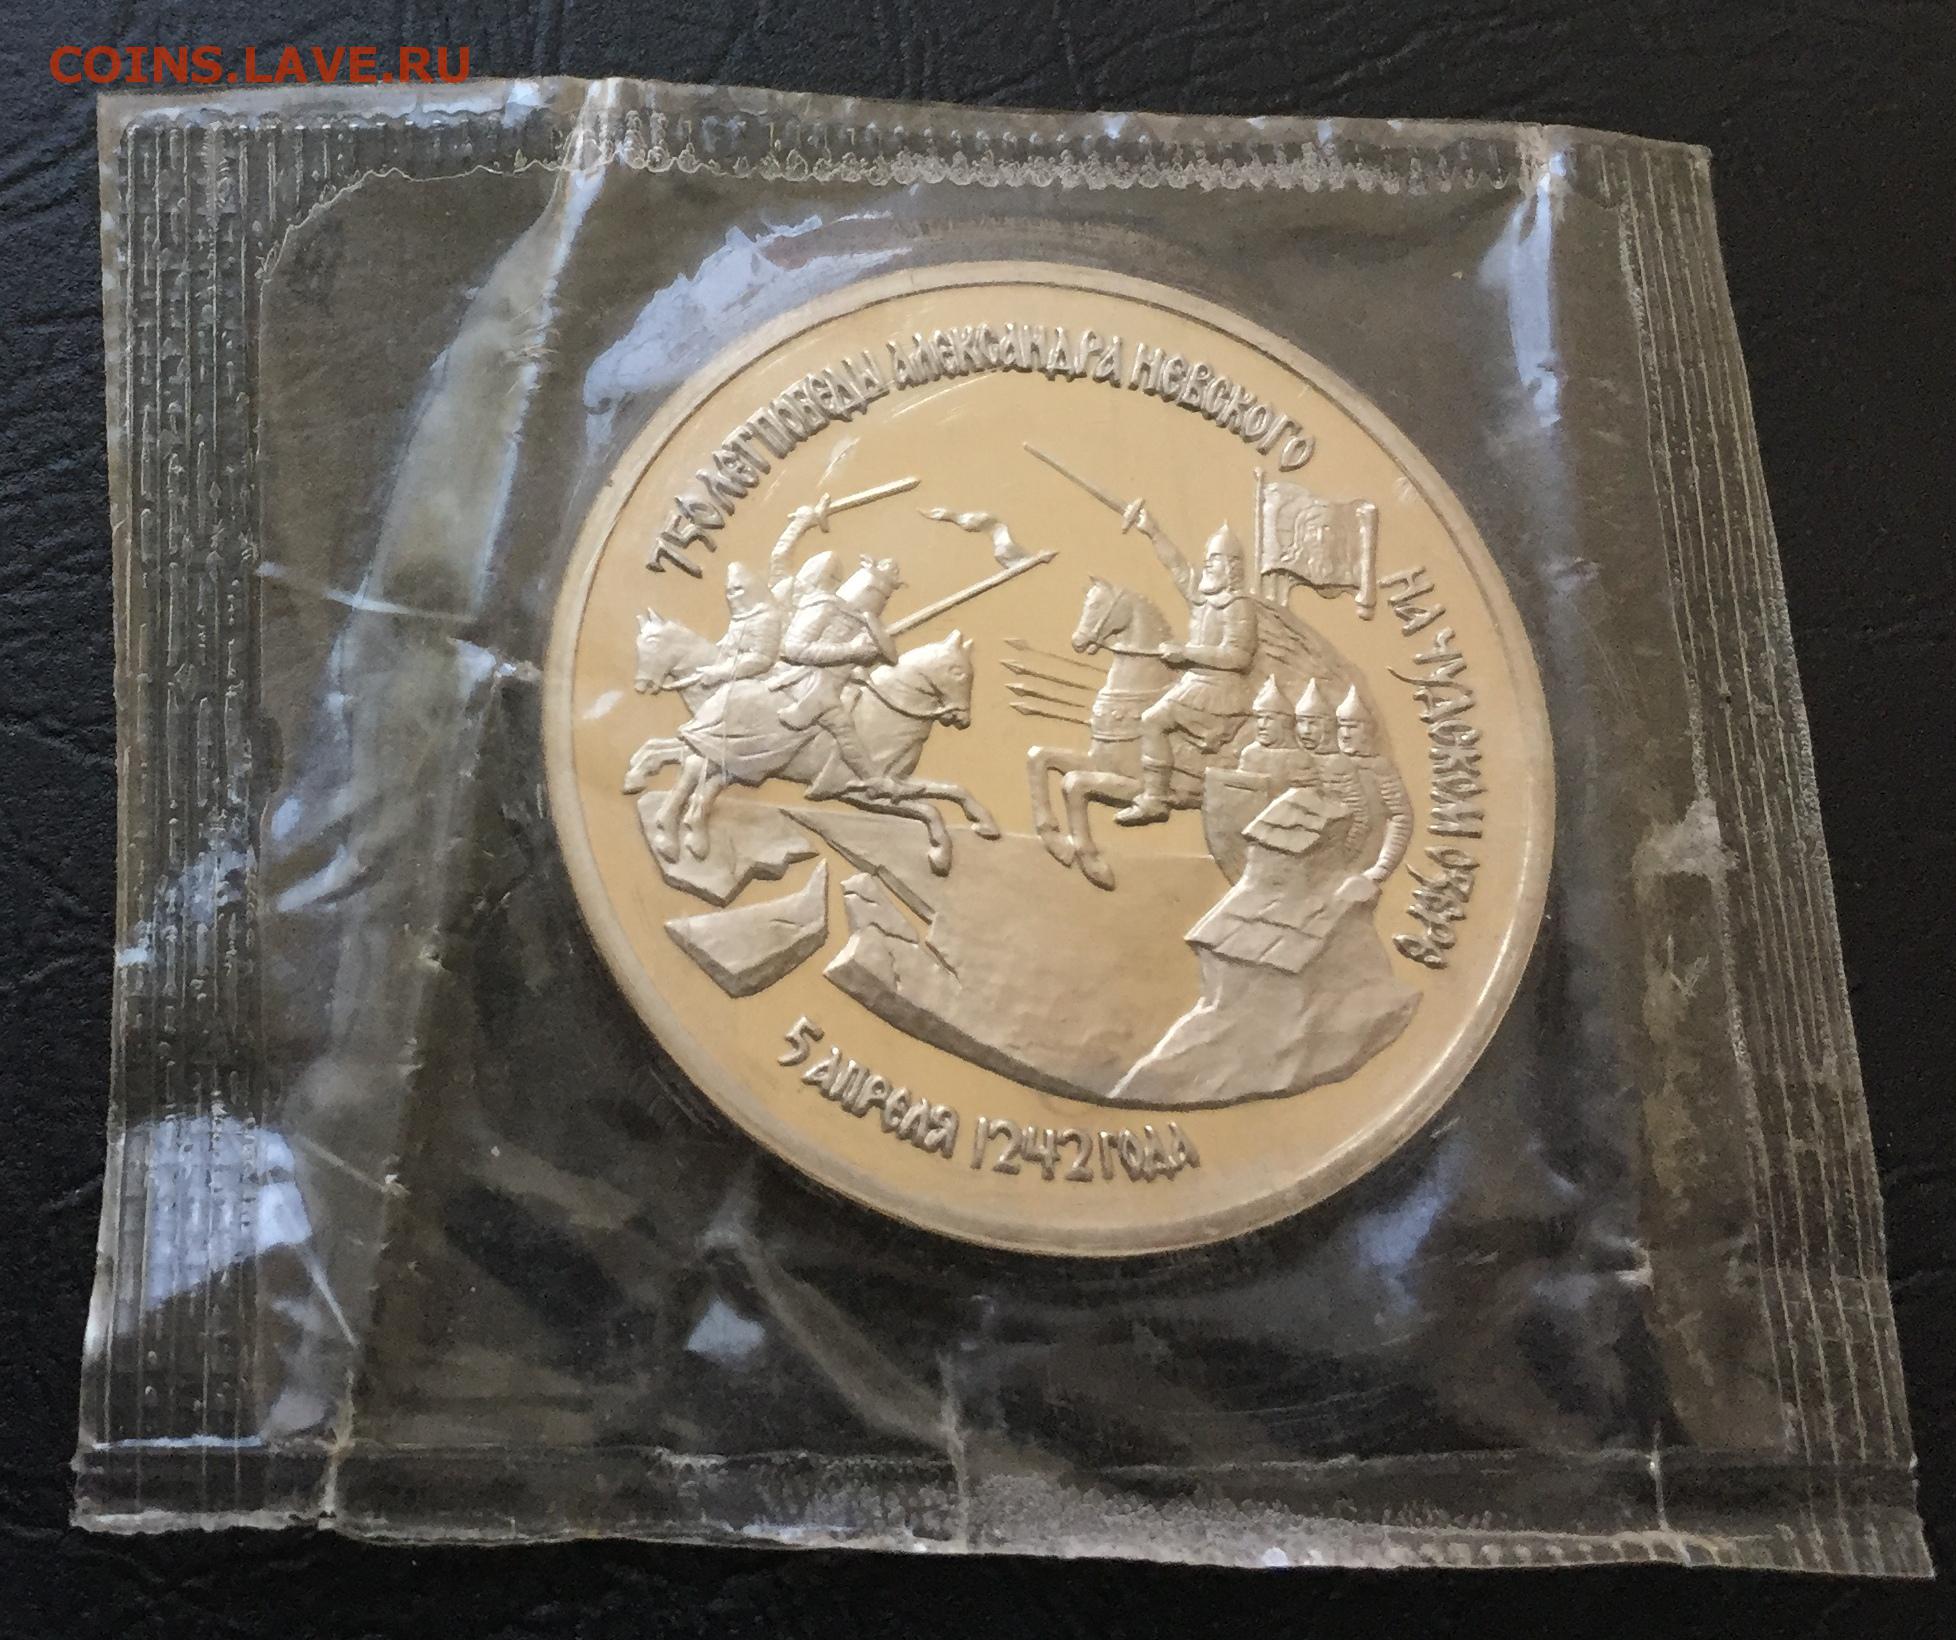 COINS.LAVE.RU
750 ЛЕТ ПОБЕДЫ АЛЕКСАНДРА НЕВСКОГО
НА ЧУДСКОМ ОЗЕРЕ
5 АПРЕЛЯ 1242 ГОДА